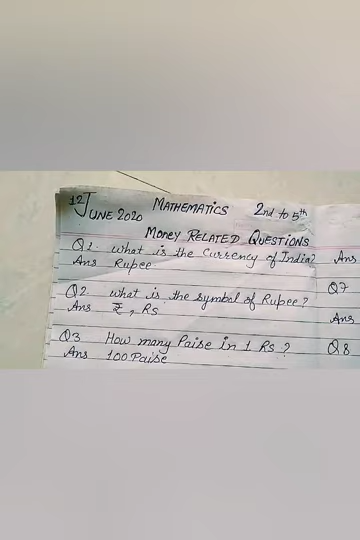 12 June 2020 MATHEMATICS 2nd to 5th
MONEY RELATED QUESTIONS
Q1. what is the currency of India?
Ans Rupee
Q2. what is the symbol of Rupee?
Ans ₹, Rs
Q3 How many Paise in 1 Rs ?
Ans 100 Paise
Ans
Q7
Ans
Q8